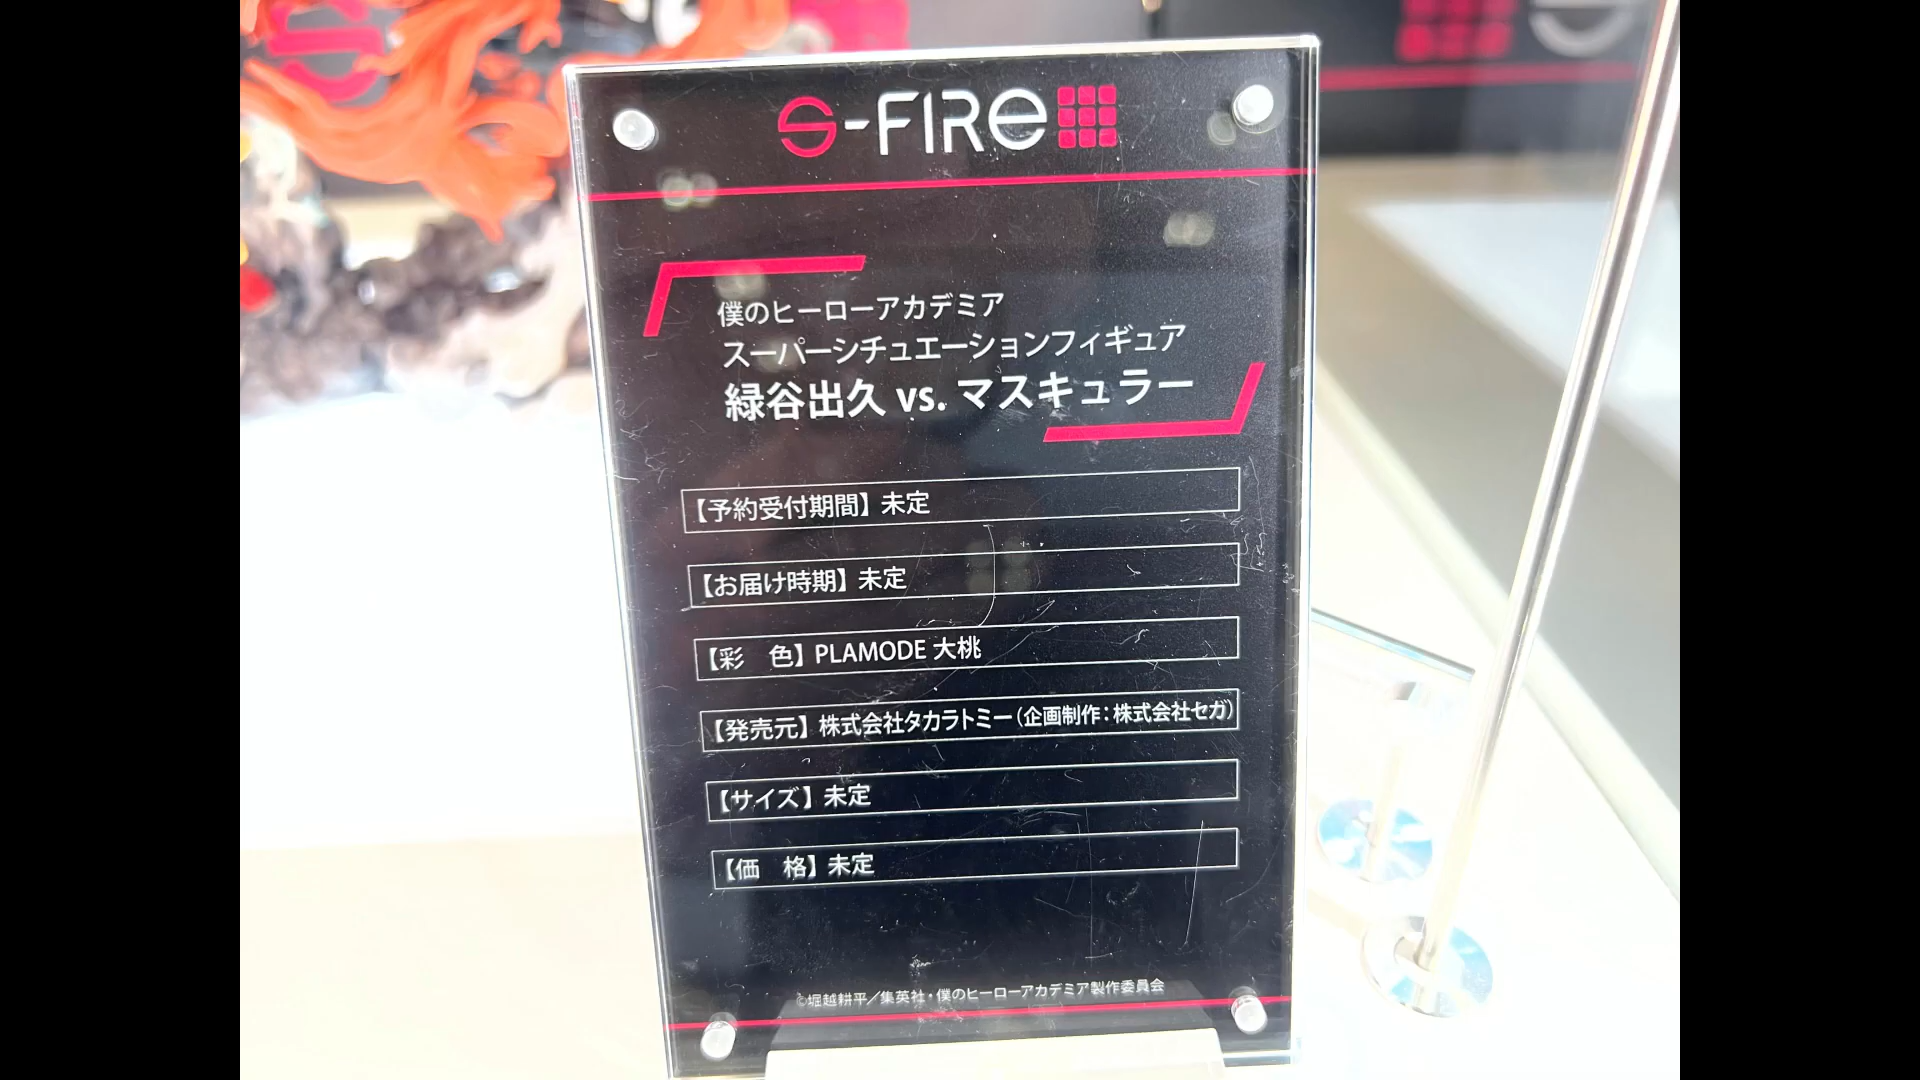 S-FIRE
僕のヒーローアカデミア
スーパーシチュエーションフィギュア
緑谷出久 vs. マスキュラー
【予約受付期間】未定
【お届け時期】未定
【彩　色】PLAMODE 大桃
【発売元】株式会社タカラトミー（企画制作：株式会社セガ）
【サイズ】未定
【価　格】未定
©堀越耕平／集英社・僕のヒーローアカデミア製作委員会